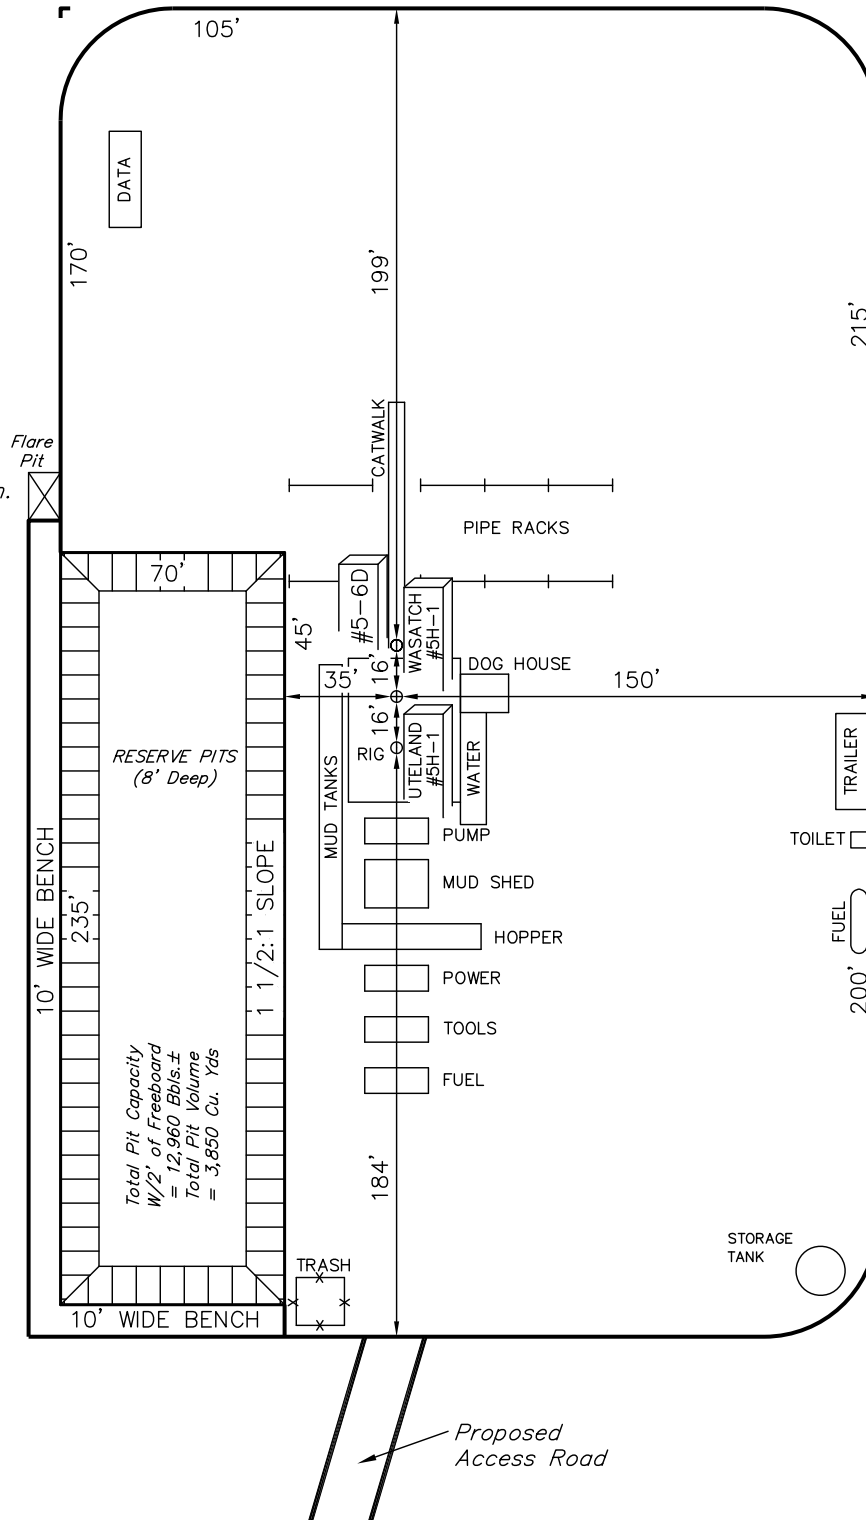 105'
DATA
170'
199'
215'
CATWALK
Flare
Pit
PIPE RACKS
70'
#5-6D
WASATCH
#5H-1
45'
16'
DOG HOUSE
35'
150'
16'
RIG
UTELAND
#5H-1
WATER
TRAILER
RESERVE PITS
(8' Deep)
MUD TANKS
PUMP
TOILET
MUD SHED
10' WIDE BENCH
235'
1 1/2:1 SLOPE
FUEL
HOPPER
200'
POWER
TOOLS
FUEL
Total Pit Capacity
W/2' of Freeboard
= 12,960 Bbls.±
Total Pit Volume
= 3,850 Cu. Yds
184'
STORAGE
TANK
TRASH
10' WIDE BENCH
Proposed
Access Road